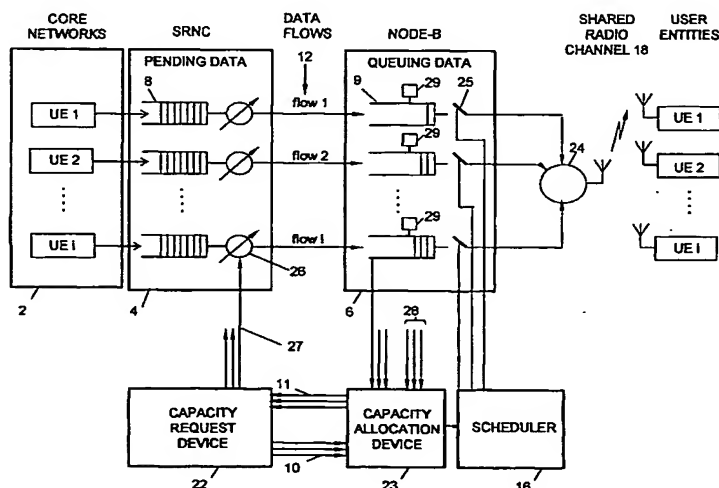 CORE NETWORKS
SRNC
DATA FLOWS
12
NODE-B
SHARED RADIO CHANNEL 18
USER ENTITIES
PENDING DATA
QUEUING DATA
8
9
29
25
UE 1
flow 1
UE 1
29
24
UE 2
flow 2
UE 2
29
UE i
flow i
UE i
26
2
4
6
27
28
11
CAPACITY REQUEST DEVICE
CAPACITY ALLOCATION DEVICE
SCHEDULER
10
22
23
16